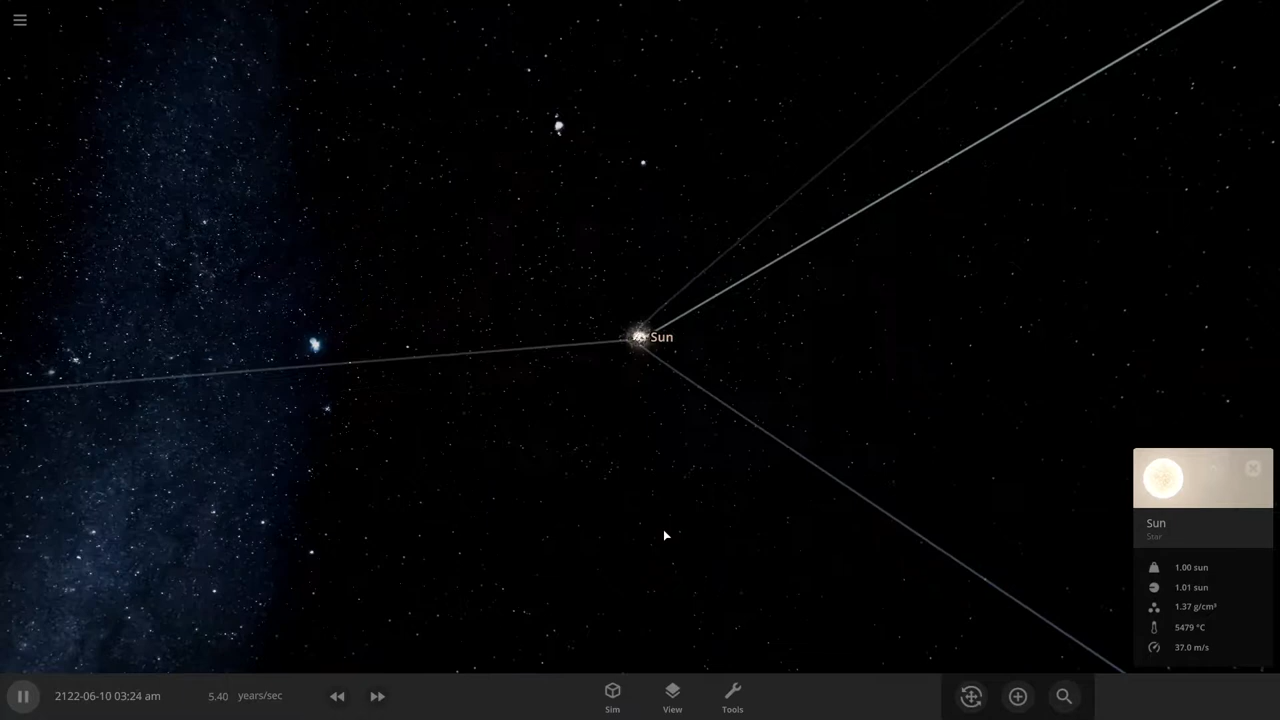 Sun
Sun
Star
1.00 sun
1.01 sun
1.37 g/cm³
5479 °C
37.0 m/s
2122-06-10 03:24 am
5.40 years/sec
Sim
View
Tools